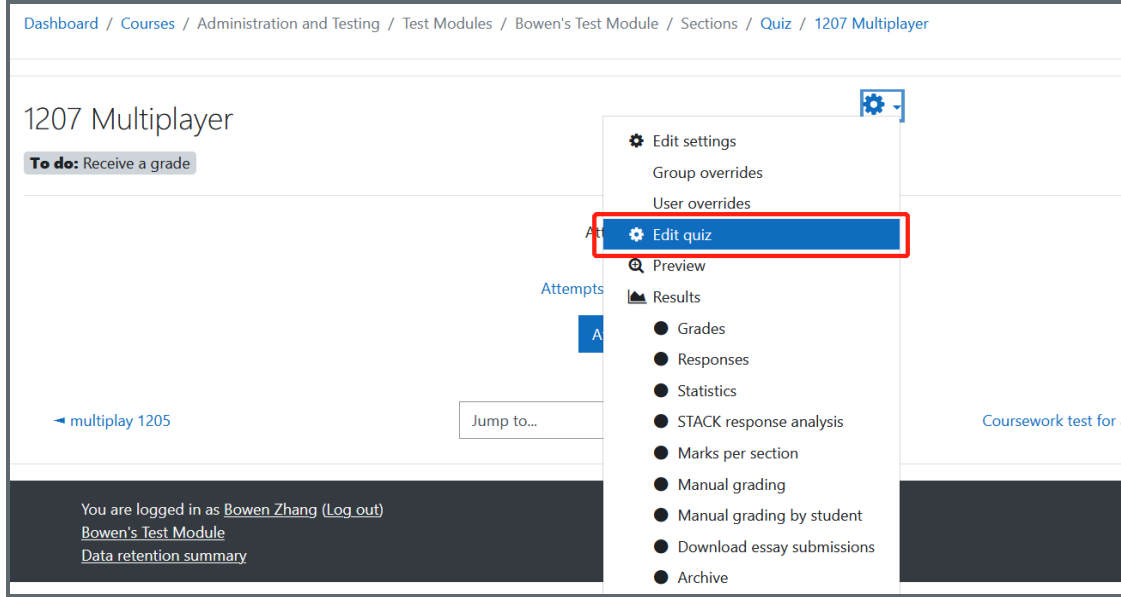 Dashboard / Courses / Administration and Testing / Test Modules / Bowen's Test Module / Sections / Quiz / 1207 Multiplayer
1207 Multiplayer
To do: Receive a grade
Edit settings
Group overrides
User overrides
Edit quiz
Preview
Attempts
Results
Grades
Responses
Statistics
STACK response analysis
Marks per section
Manual grading
Manual grading by student
Download essay submissions
Archive
◄ multiplay 1205
Jump to...
Coursework test for
You are logged in as Bowen Zhang (Log out)
Bowen's Test Module
Data retention summary